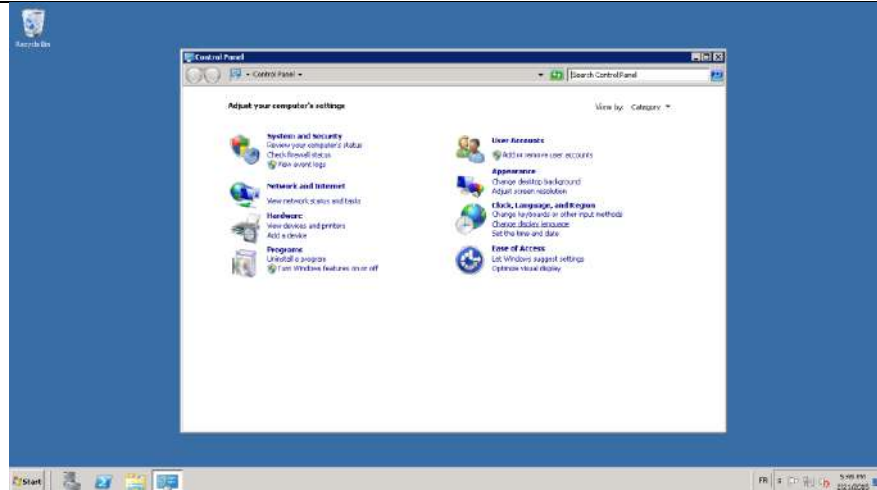 Recycle Bin
Control Panel
Control Panel
Search Control Panel
Adjust your computer's settings
View by: Category
System and Security
Review your computer's status
Check firewall status
View event logs
Network and Internet
View network status and tasks
Hardware
View devices and printers
Add a device
Programs
Uninstall a program
Turn Windows features on or off
User Accounts
Add or remove user accounts
Appearance
Change desktop background
Adjust screen resolution
Clock, Language, and Region
Change keyboards or other input methods
Change display language
Set the time and date
Ease of Access
Let Windows suggest settings
Optimize visual display
Start
FR